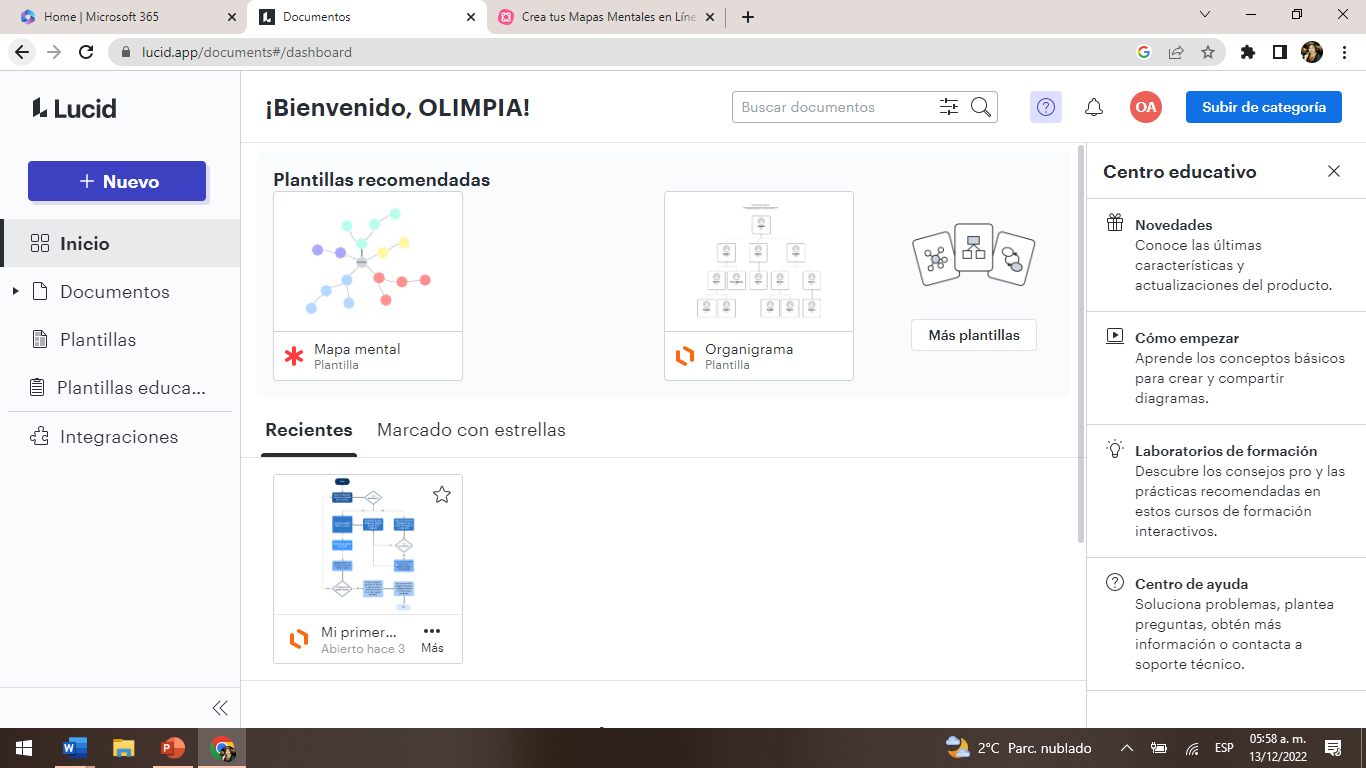 Home | Microsoft 365
Documentos
Crea tus Mapas Mentales en Líne
lucid.app/documents#/dashboard
Lucid
¡Bienvenido, OLIMPIA!
Buscar documentos
OA
Subir de categoría
+ Nuevo
Inicio
Documentos
Plantillas
Plantillas educa...
Integraciones
Plantillas recomendadas
Mapa mental
Plantilla
Organigrama
Plantilla
Más plantillas
Recientes
Marcado con estrellas
Mi primer...
Abierto hace 3
Más
Centro educativo
Novedades
Conoce las últimas
características y
actualizaciones del producto.
Cómo empezar
Aprende los conceptos básicos
para crear y compartir
diagramas.
Laboratorios de formación
Descubre los consejos pro y las
prácticas recomendadas en
estos cursos de formación
interactivos.
Centro de ayuda
Soluciona problemas, plantea
preguntas, obtén más
información o contacta a
soporte técnico.
2°C Parc. nublado
ESP
05:58 a. m.
13/12/2022